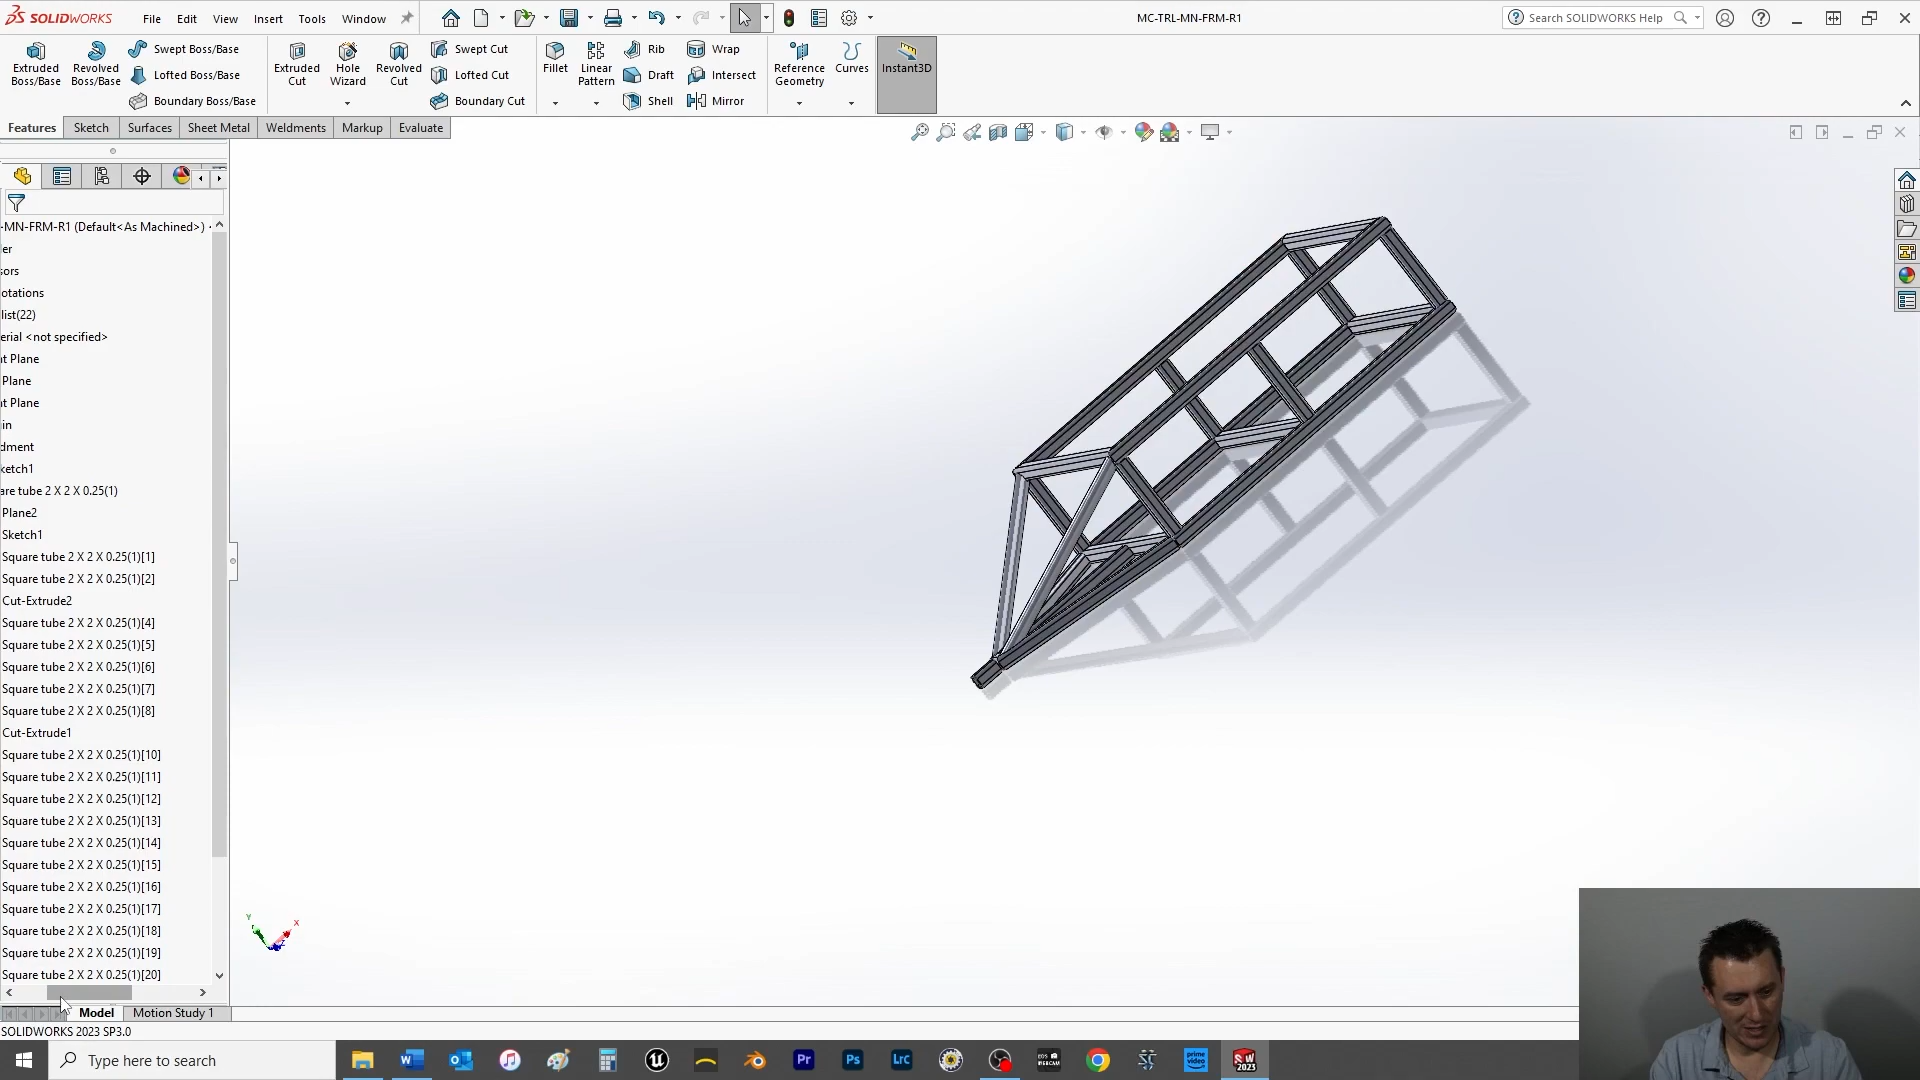 SOLIDWORKS File Edit View Insert Tools Window MC-TRL-MN-FRM-R1 Search SOLIDWORKS Help
Extruded Boss/Base
Revolved Boss/Base
Swept Boss/Base
Lofted Boss/Base
Boundary Boss/Base
Extruded Cut
Hole Wizard
Revolved Cut
Swept Cut
Lofted Cut
Boundary Cut
Fillet
Linear Pattern
Rib
Draft
Shell
Wrap
Intersect
Mirror
Reference Geometry
Curves
Instant3D
Features Sketch Surfaces Sheet Metal Weldments Markup Evaluate
-MN-FRM-R1 (Default<As Machined>)
er
sors
otations
list(22)
erial <not specified>
t Plane
Plane
t Plane
in
dment
ketch1
are tube 2 X 2 X 0.25(1)
Plane2
Sketch1
Square tube 2 X 2 X 0.25(1)[1]
Square tube 2 X 2 X 0.25(1)[2]
Cut-Extrude2
Square tube 2 X 2 X 0.25(1)[4]
Square tube 2 X 2 X 0.25(1)[5]
Square tube 2 X 2 X 0.25(1)[6]
Square tube 2 X 2 X 0.25(1)[7]
Square tube 2 X 2 X 0.25(1)[8]
Cut-Extrude1
Square tube 2 X 2 X 0.25(1)[10]
Square tube 2 X 2 X 0.25(1)[11]
Square tube 2 X 2 X 0.25(1)[12]
Square tube 2 X 2 X 0.25(1)[13]
Square tube 2 X 2 X 0.25(1)[14]
Square tube 2 X 2 X 0.25(1)[15]
Square tube 2 X 2 X 0.25(1)[16]
Square tube 2 X 2 X 0.25(1)[17]
Square tube 2 X 2 X 0.25(1)[18]
Square tube 2 X 2 X 0.25(1)[19]
Square tube 2 X 2 X 0.25(1)[20]
Y X Z
Model Motion Study 1
SOLIDWORKS 2023 SP3.0
Type here to search
Pr Ps Lrc
EOS WEBCAM
prime video
SW 2023